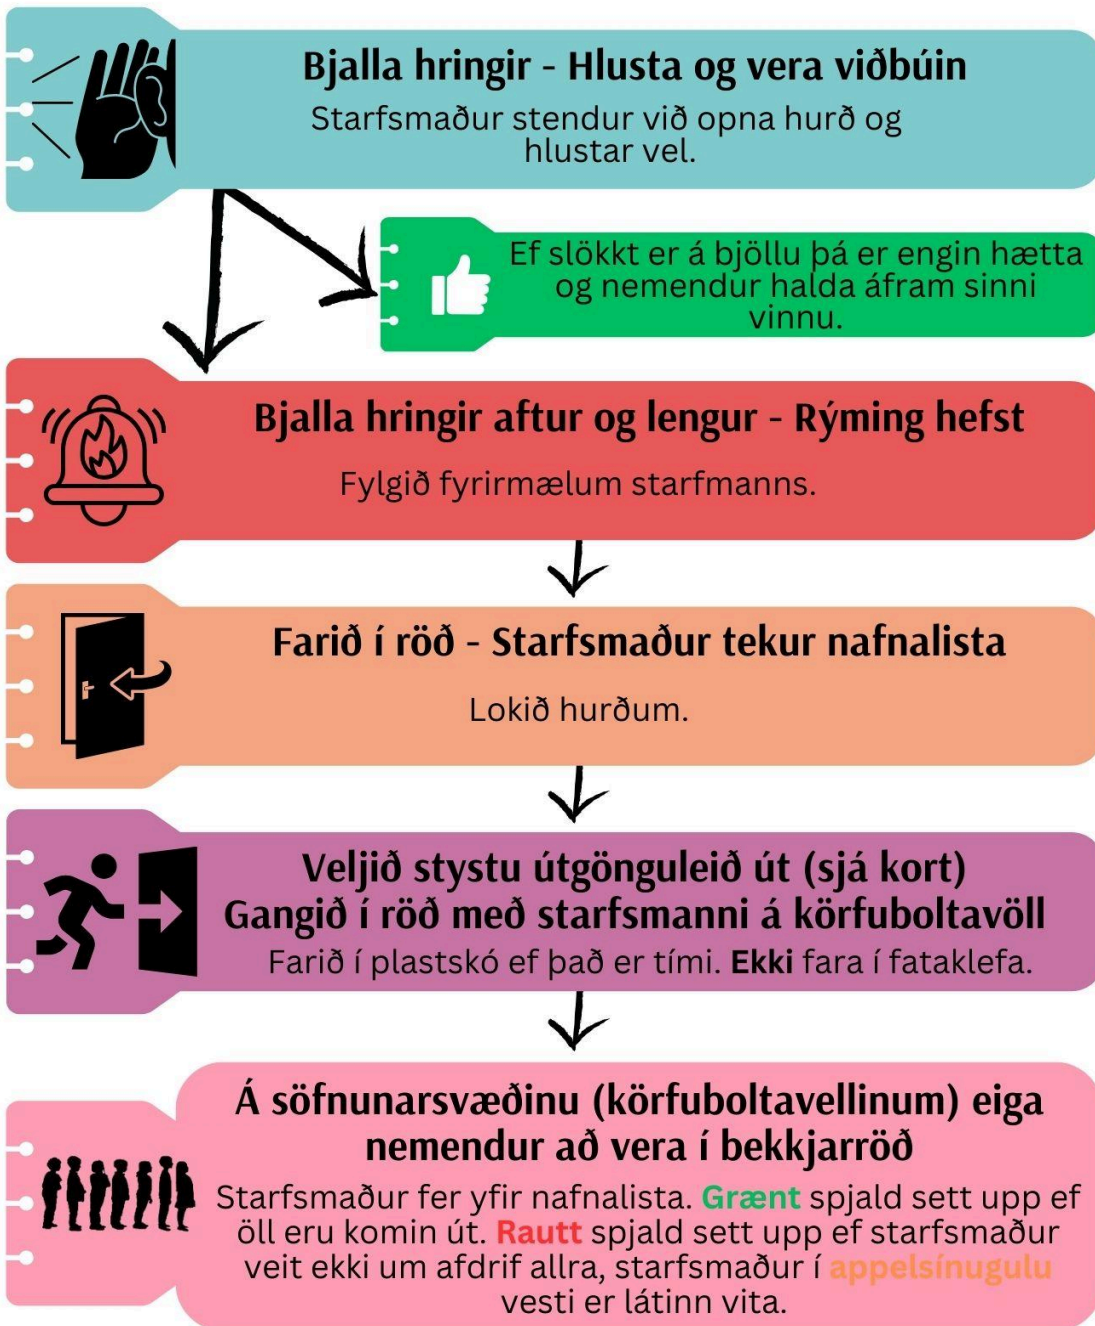 Bjalla hringir - Hlusta og vera viðbúin
Starfsmaður stendur við opna hurð og
hlustar vel.
Ef slökkt er á bjöllu þá er engin hætta
og nemendur halda áfram sinni
vinnu.
Bjalla hringir aftur og lengur - Rýming hefst
Fylgið fyrirmælum starfmanns.
Farið í röð - Starfsmaður tekur nafnalista
Lokið hurðum.
Veljið stystu útgönguleið út (sjá kort)
Gangið í röð með starfsmanni á körfuboltavöll
Farið í plastskó ef það er tími. Ekki fara í fataklefa.
Á söfnunarsvæðinu (körfuboltavellinum) eiga
nemendur að vera í bekkjarröð
Starfsmaður fer yfir nafnalista. Grænt spjald sett upp ef
öll eru komin út. Rautt spjald sett upp ef starfsmaður
veit ekki um afdrif allra, starfsmaður í appelsínugulu
vesti er látinn vita.